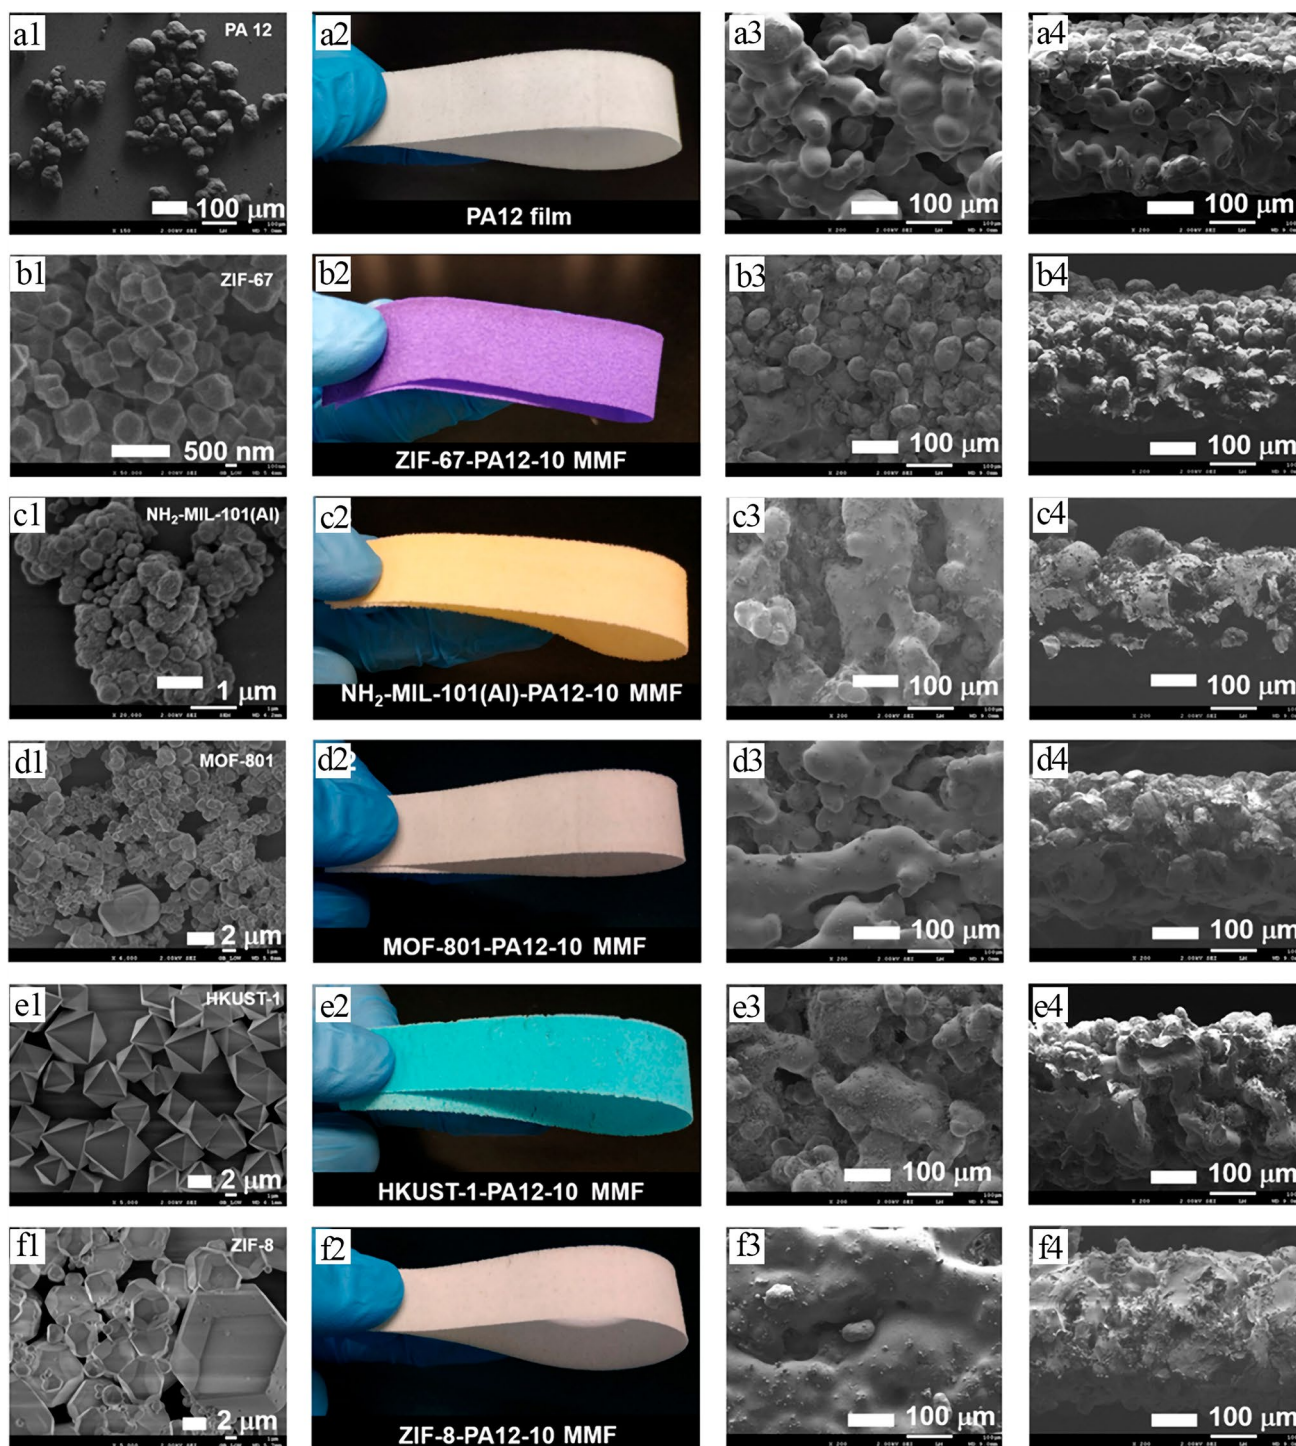 a1
PA 12
100 μm
a2
PA12 film
a3
100 μm
a4
100 μm
b1
ZIF-67
500 nm
b2
ZIF-67-PA12-10 MMF
b3
100 μm
b4
100 μm
c1
NH₂-MIL-101(Al)
1 μm
c2
NH₂-MIL-101(Al)-PA12-10 MMF
c3
100 μm
c4
100 μm
d1
MOF-801
2 μm
d2
MOF-801-PA12-10 MMF
d3
100 μm
d4
100 μm
e1
HKUST-1
2 μm
e2
HKUST-1-PA12-10 MMF
e3
100 μm
e4
100 μm
f1
ZIF-8
2 μm
f2
ZIF-8-PA12-10 MMF
f3
100 μm
f4
100 μm